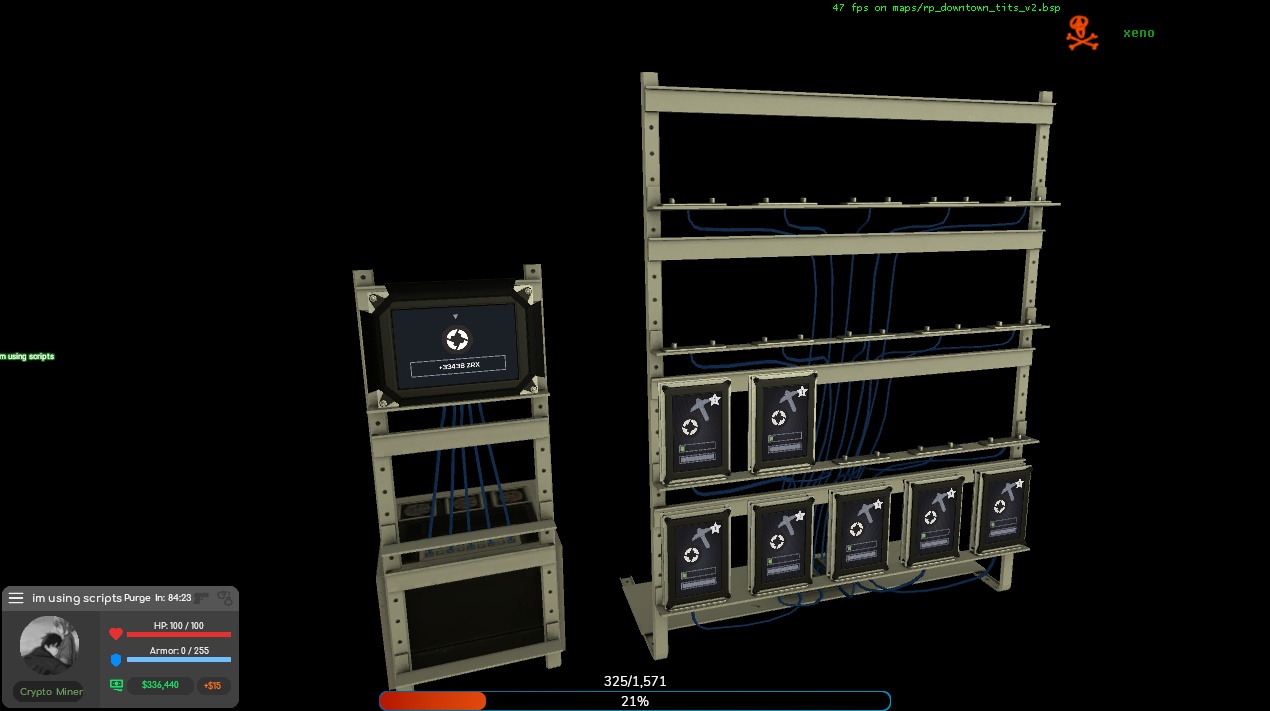 47 fps on maps/rp_downtown_tits_v2.bsp
xeno
+33438 ZRX
m using scripts
im using scripts Purge In: 84:23
HP: 100 / 100
Armor: 0 / 255
Crypto Miner
$336,440
+$15
325/1,571
21%